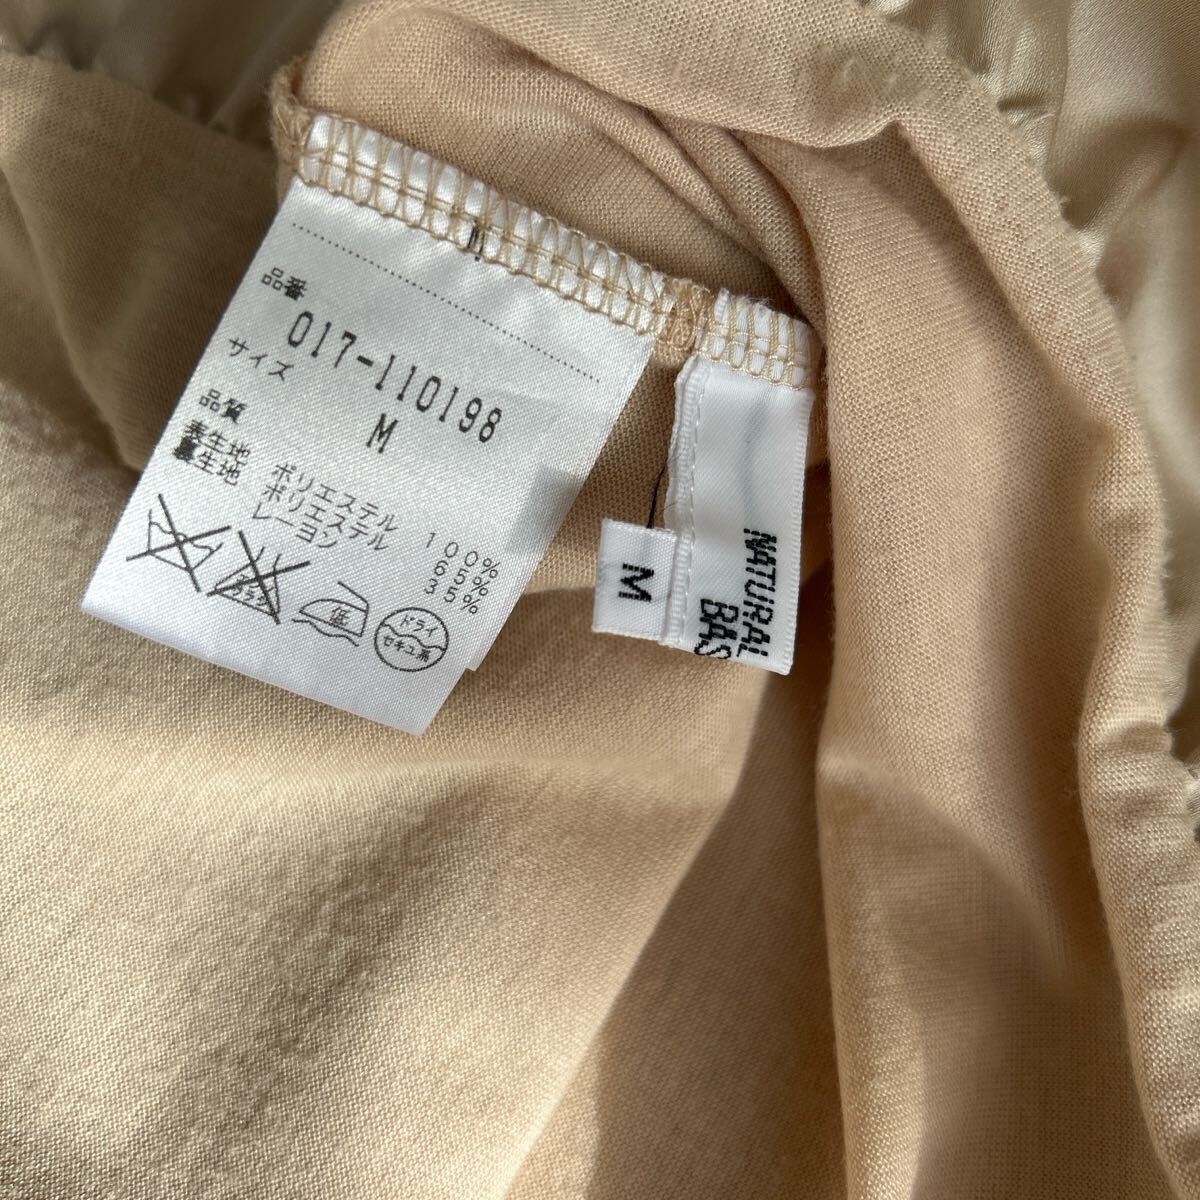 品番
017-110198
サイズ
M
品質
表生地 ポリエステル 100%
裏生地 ポリエステル 65%
レーヨン 35%
低
ドライ
セキユ系
M
NATURAL
BAS